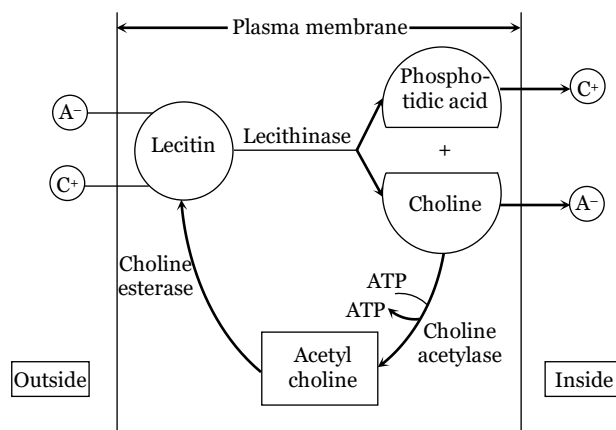 Plasma membrane
Phospho-
tidic acid
C+
A–
Lecitin
Lecithinase
+
C+
Choline
A–
Choline
esterase
ATP
ATP
Choline
acetylase
Acetyl
choline
Outside
Inside